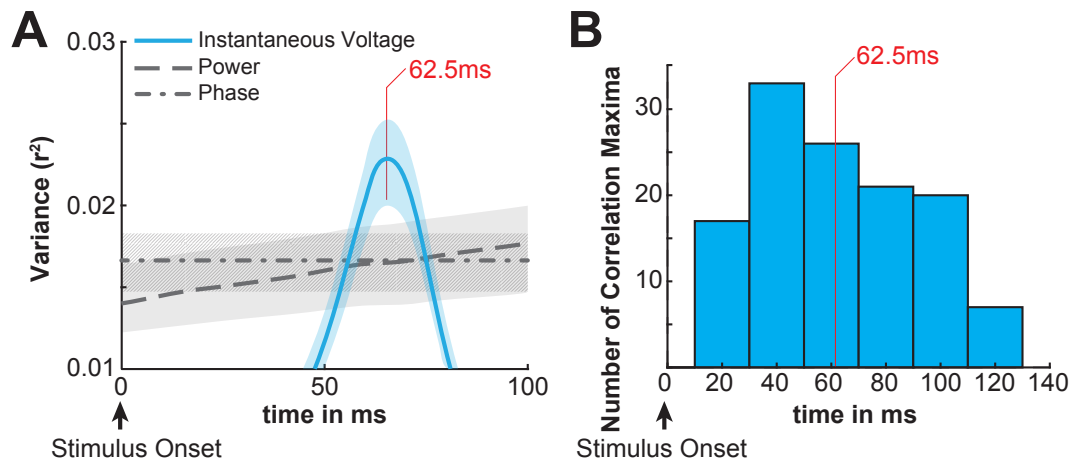 A
0.03
Instantaneous Voltage
Power
Phase
62.5ms
0.02
Variance (r²)
0.01
0
50
100
time in ms
Stimulus Onset
B
62.5ms
Number of Correlation Maxima
30
20
10
0
20
40
60
80
100
120
140
time in ms
Stimulus Onset